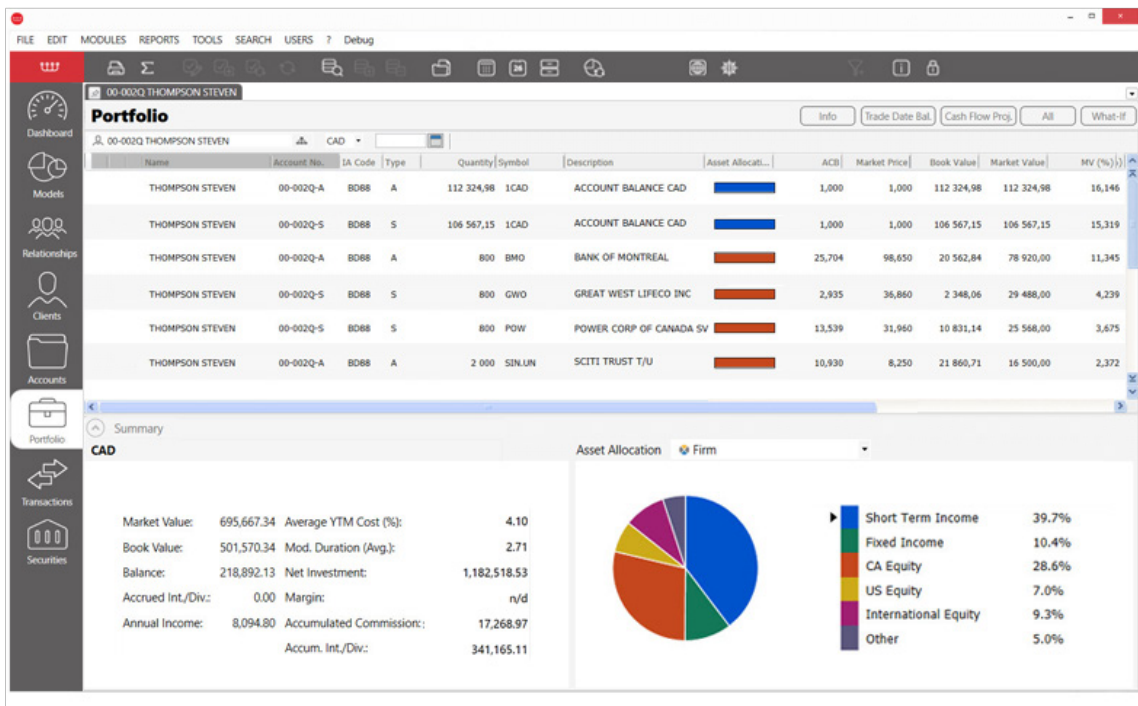 FILE EDIT MODULES REPORTS TOOLS SEARCH USERS ? Debug
00-002Q THOMPSON STEVEN
Portfolio
Info Trade Date Bal. Cash Flow Proj. All What-If
00-002Q THOMPSON STEVEN CAD
Name Account No. IA Code Type Quantity Symbol Description Asset Allocati... ACB Market Price Book Value Market Value MV (%)
THOMPSON STEVEN 00-002Q-A BD88 A 112 324,98 1CAD ACCOUNT BALANCE CAD 1,000 1,000 112 324,98 112 324,98 16,146
THOMPSON STEVEN 00-002Q-S BD88 S 106 567,15 1CAD ACCOUNT BALANCE CAD 1,000 1,000 106 567,15 106 567,15 15,319
THOMPSON STEVEN 00-002Q-A BD88 A 800 BMO BANK OF MONTREAL 25,704 98,650 20 562,84 78 920,00 11,345
THOMPSON STEVEN 00-002Q-S BD88 S 800 GWO GREAT WEST LIFECO INC 2,935 36,860 2 348,06 29 488,00 4,239
THOMPSON STEVEN 00-002Q-S BD88 S 800 POW POWER CORP OF CANADA SV 13,539 31,960 10 831,14 25 568,00 3,675
THOMPSON STEVEN 00-002Q-A BD88 A 2 000 SIN.UN SCITI TRUST T/U 10,930 8,250 21 860,71 16 500,00 2,372
Dashboard
Models
Relationships
Clients
Accounts
Portfolio
Transactions
Securities
Summary
CAD
Market Value: 695,667.34 Average YTM Cost (%): 4.10
Book Value: 501,570.34 Mod. Duration (Avg.): 2.71
Balance: 218,892.13 Net Investment: 1,182,518.53
Accrued Int./Div.: 0.00 Margin: n/d
Annual Income: 8,094.80 Accumulated Commission: 17,268.97
Accum. Int./Div.: 341,165.11
Asset Allocation Firm
Short Term Income 39.7%
Fixed Income 10.4%
CA Equity 28.6%
US Equity 7.0%
International Equity 9.3%
Other 5.0%